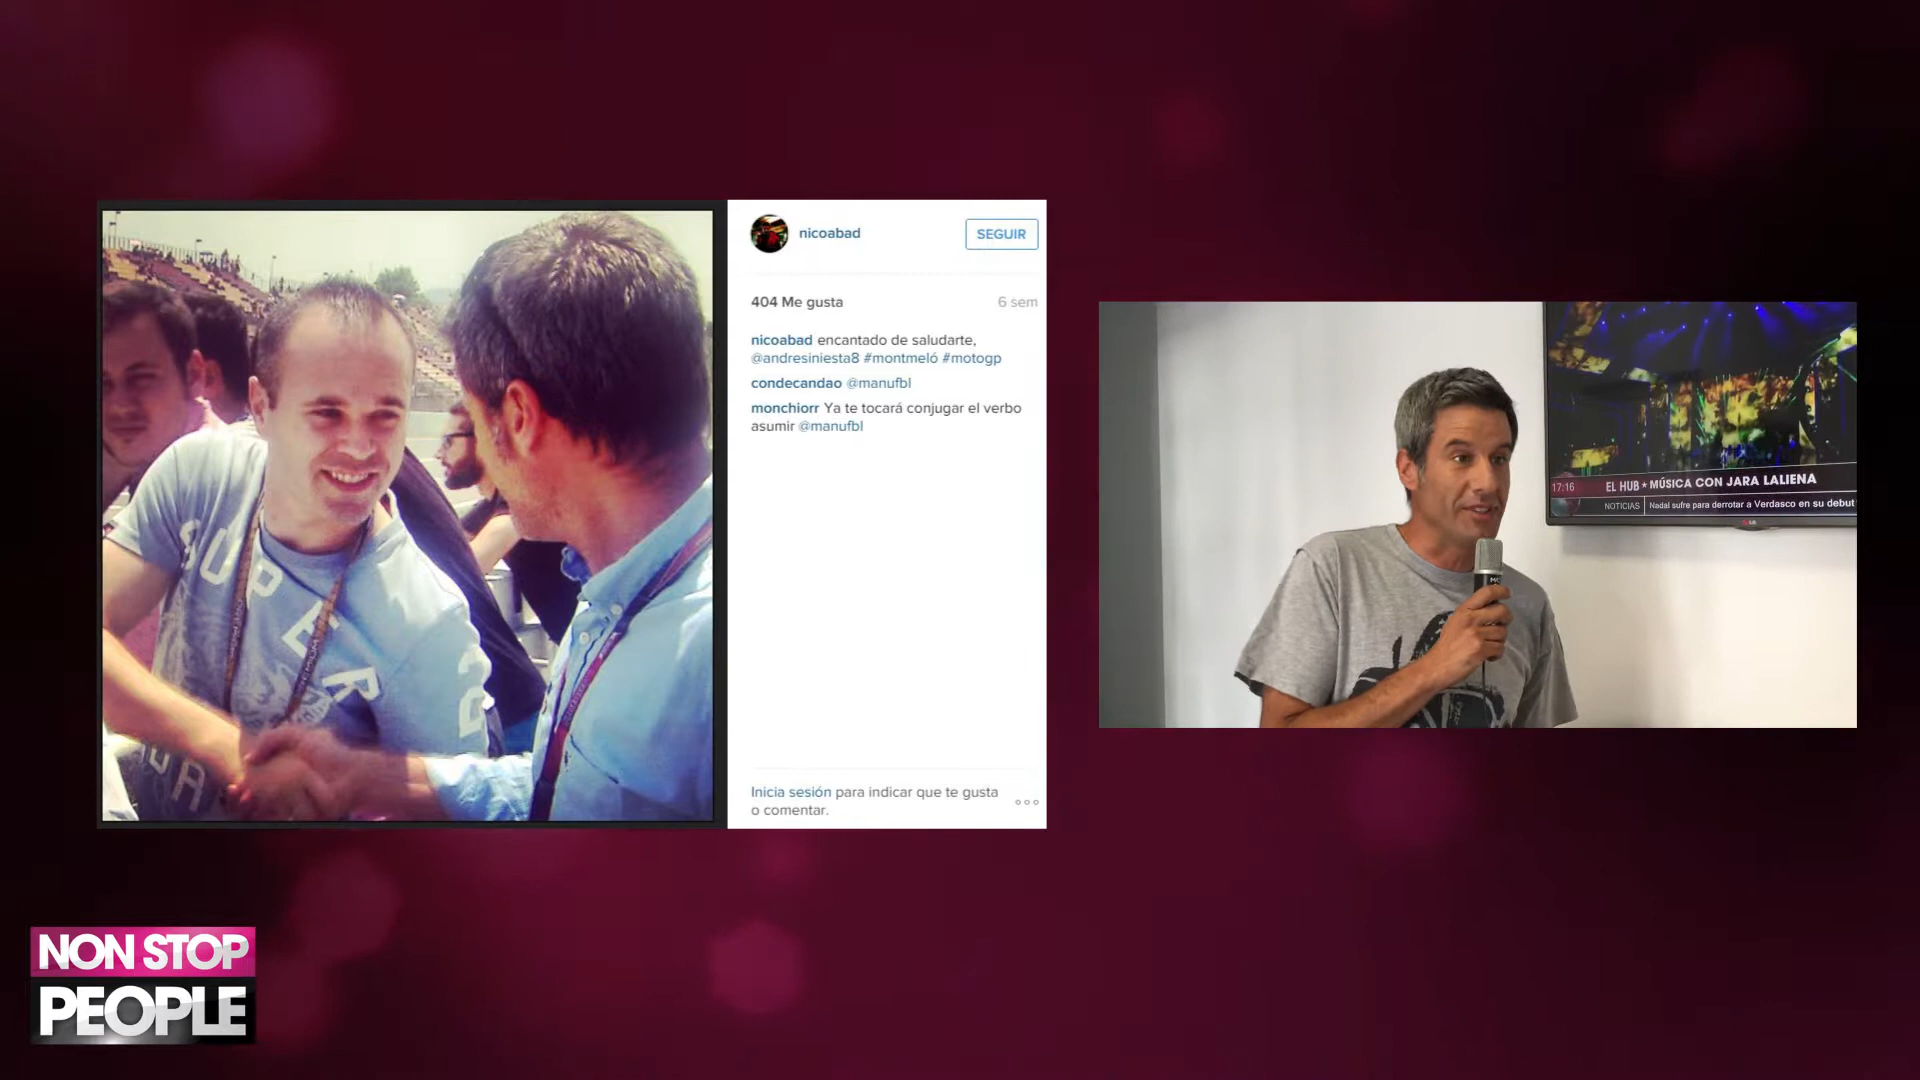 nicoabad
SEGUIR
404 Me gusta
6 sem
nicoabad encantado de saludarte,
@andresiniesta8 #montmeló #motogp
condecandao @manufbl
monchiorr Ya te tocará conjugar el verbo
asumir @manufbl
Inicia sesión para indicar que te gusta
o comentar.
SUPER
17:16
EL HUB ★ MÚSICA CON JARA LALIENA
NOTICIAS
Nadal sufre para derrotar a Verdasco en su debut
LG
NON STOP
PEOPLE